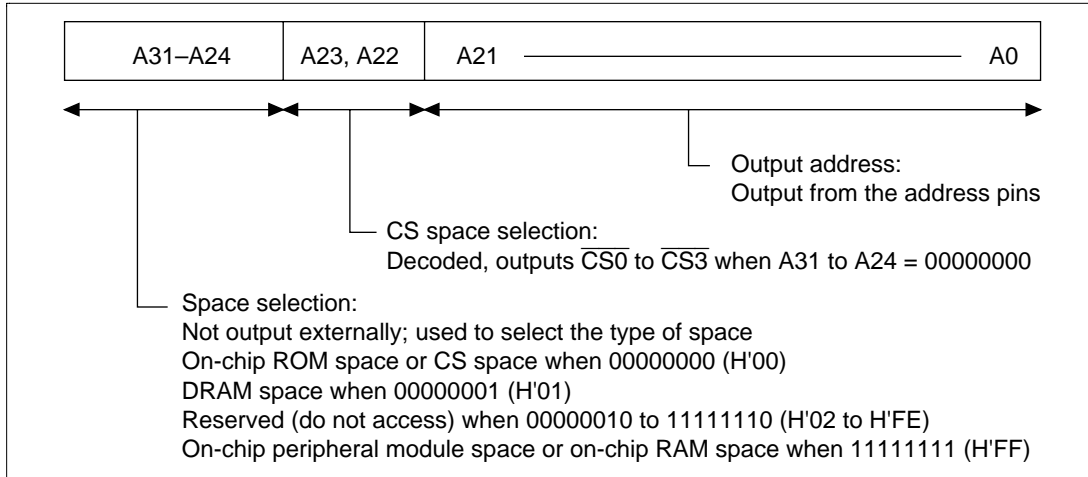 A31–A24 A23, A22 A21 A0
Output address:
Output from the address pins
CS space selection:
Decoded, outputs C̅S̅0̅ to C̅S̅3̅ when A31 to A24 = 00000000
Space selection:
Not output externally; used to select the type of space
On-chip ROM space or CS space when 00000000 (H'00)
DRAM space when 00000001 (H'01)
Reserved (do not access) when 00000010 to 11111110 (H'02 to H'FE)
On-chip peripheral module space or on-chip RAM space when 11111111 (H'FF)